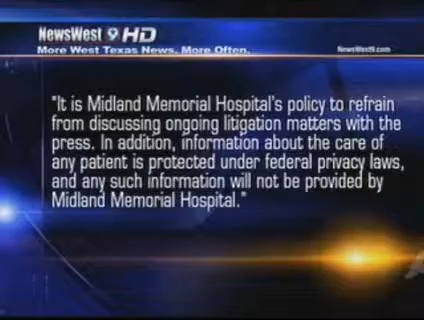 NewsWest 9 HD
More West Texas News. More Often.
NewsWest9.com
"It is Midland Memorial Hospital's policy to refrain
from discussing ongoing litigation matters with the
press. In addition, information about the care of
any patient is protected under federal privacy laws,
and any such information will not be provided by
Midland Memorial Hospital."